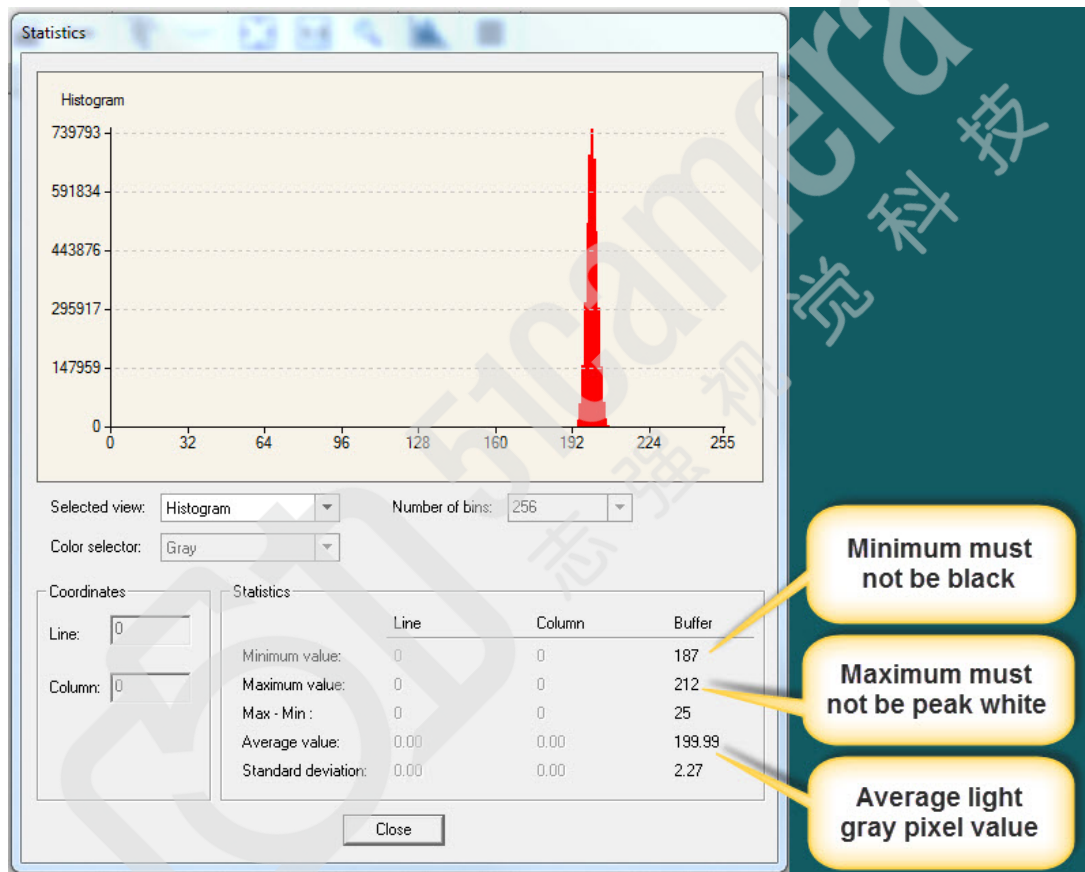 Statistics
Histogram
739793
591834
443876
295917
147959
0
0 32 64 96 128 160 192 224 255
Selected view: Histogram Number of bins: 256
Color selector: Gray
Coordinates
Line: 0
Column: 0
Statistics
Line Column Buffer
Minimum value: 0 0 187
Maximum value: 0 0 212
Max - Min : 0 0 25
Average value: 0.00 0.00 199.99
Standard deviation: 0.00 0.00 2.27
Close
Minimum must
not be black
Maximum must
not be peak white
Average light
gray pixel value
51camera
志强视觉科技